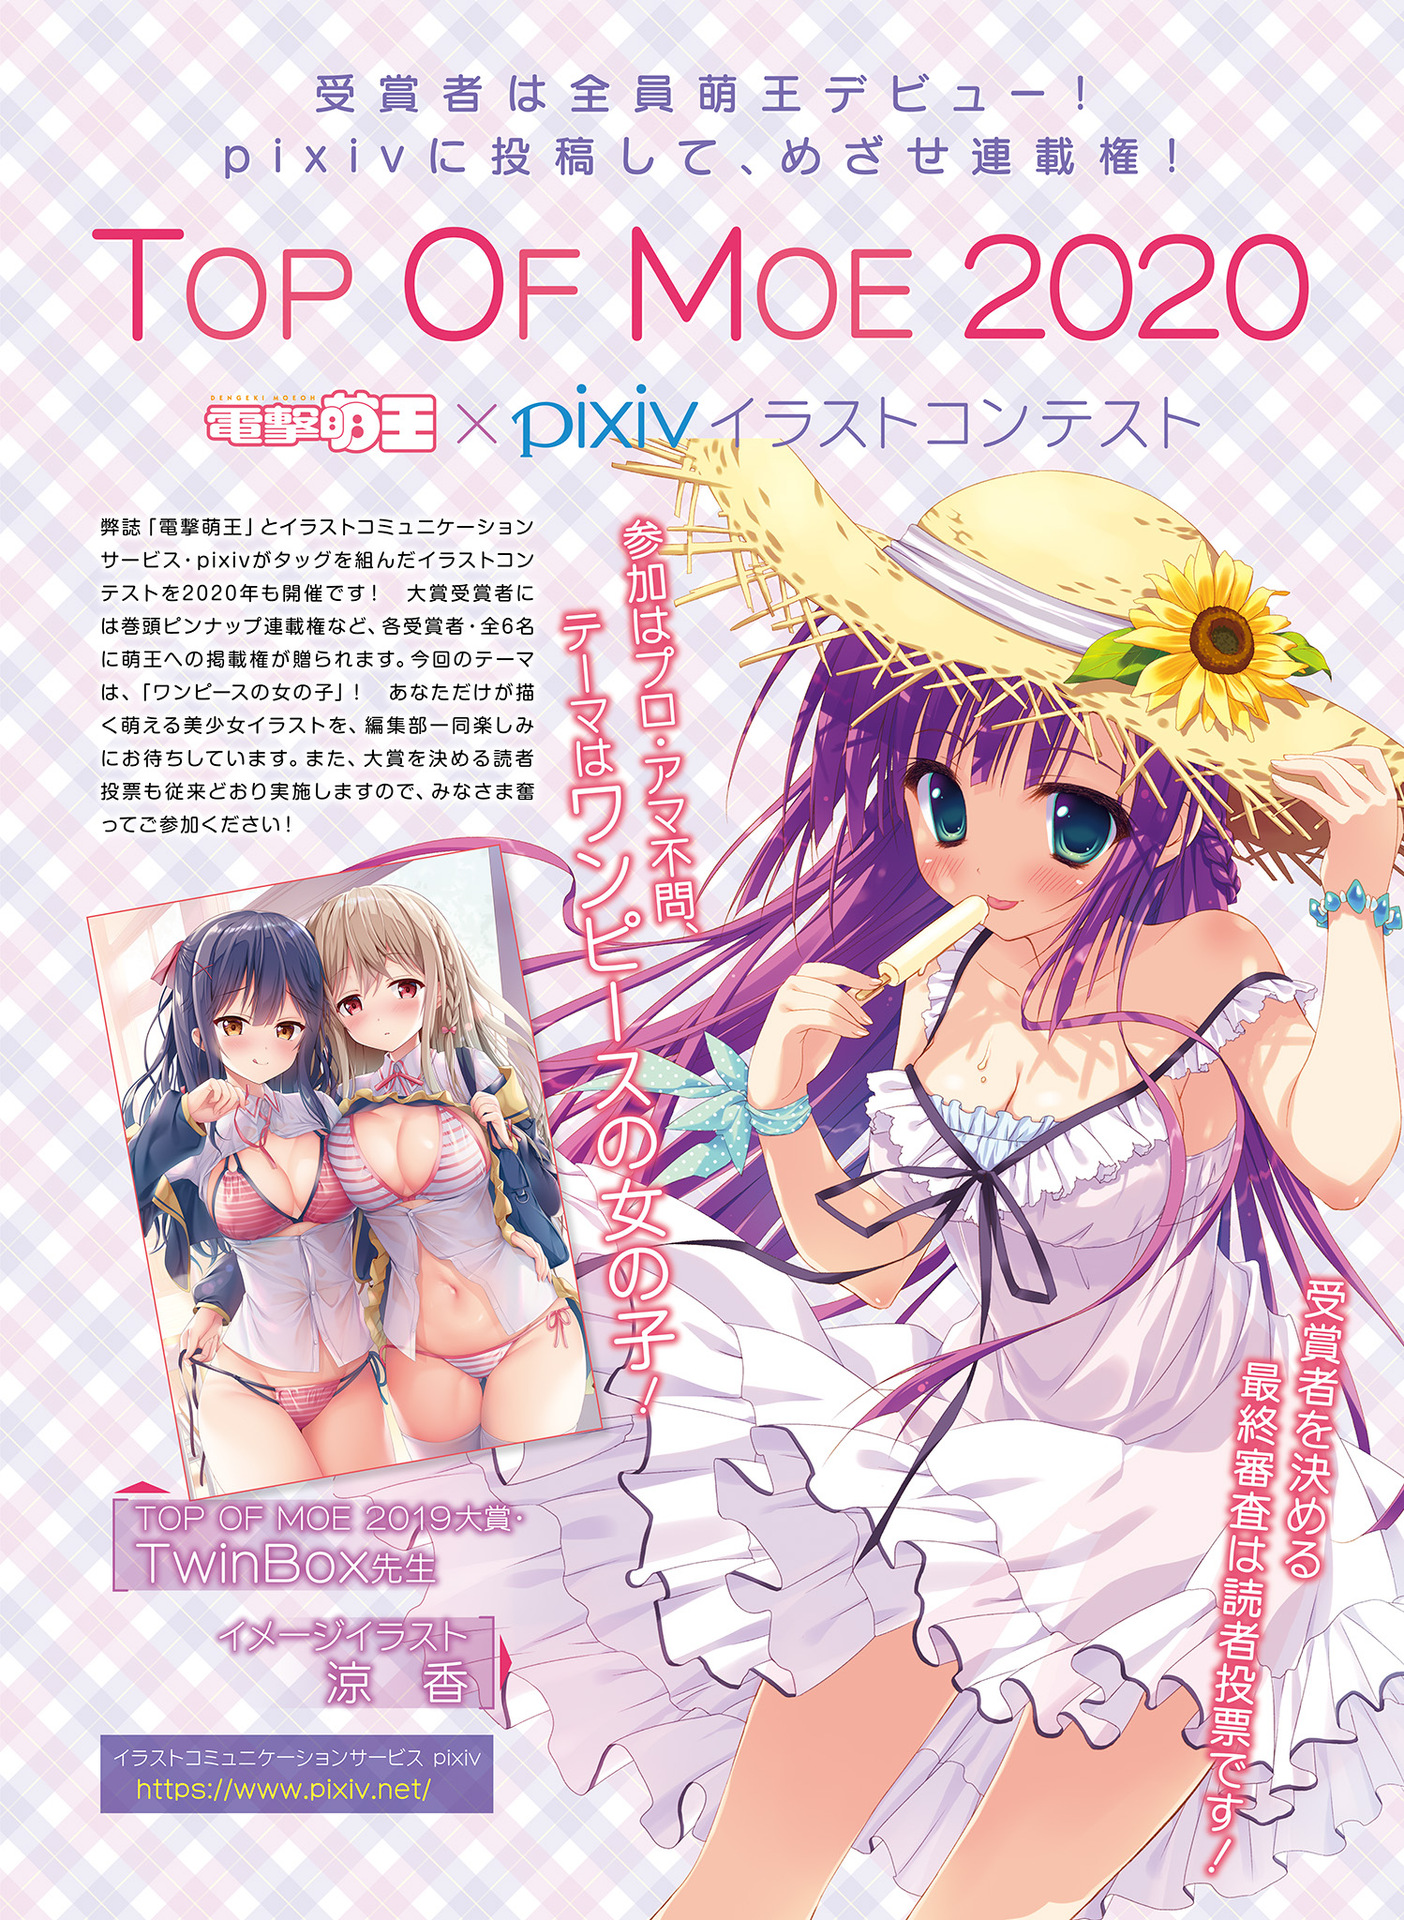 受賞者は全員萌王デビュー！
pixivに投稿して、めざせ連載権！
TOP OF MOE 2020
DENGEKI MOEOH
電撃萌王×pixivイラストコンテスト
弊誌「電撃萌王」とイラストコミュニケーション
サービス・pixivがタッグを組んだイラストコン
テストを2020年も開催です！　大賞受賞者に
は巻頭ピンナップ連載権など、各受賞者・全6名
に萌王への掲載権が贈られます。今回のテーマ
は、「ワンピースの女の子」！　あなただけが描
く萌える美少女イラストを、編集部一同楽しみ
にお待ちしています。また、大賞を決める読者
投票も従来どおり実施しますので、みなさま奮
ってご参加ください！
参加はプロ・アマ不問、
テーマはワンピースの女の子！
受賞者を決める
最終審査は読者投票です！
TOP OF MOE 2019大賞・
TwinBox先生
イメージイラスト
涼　香
イラストコミュニケーションサービス pixiv
https://www.pixiv.net/